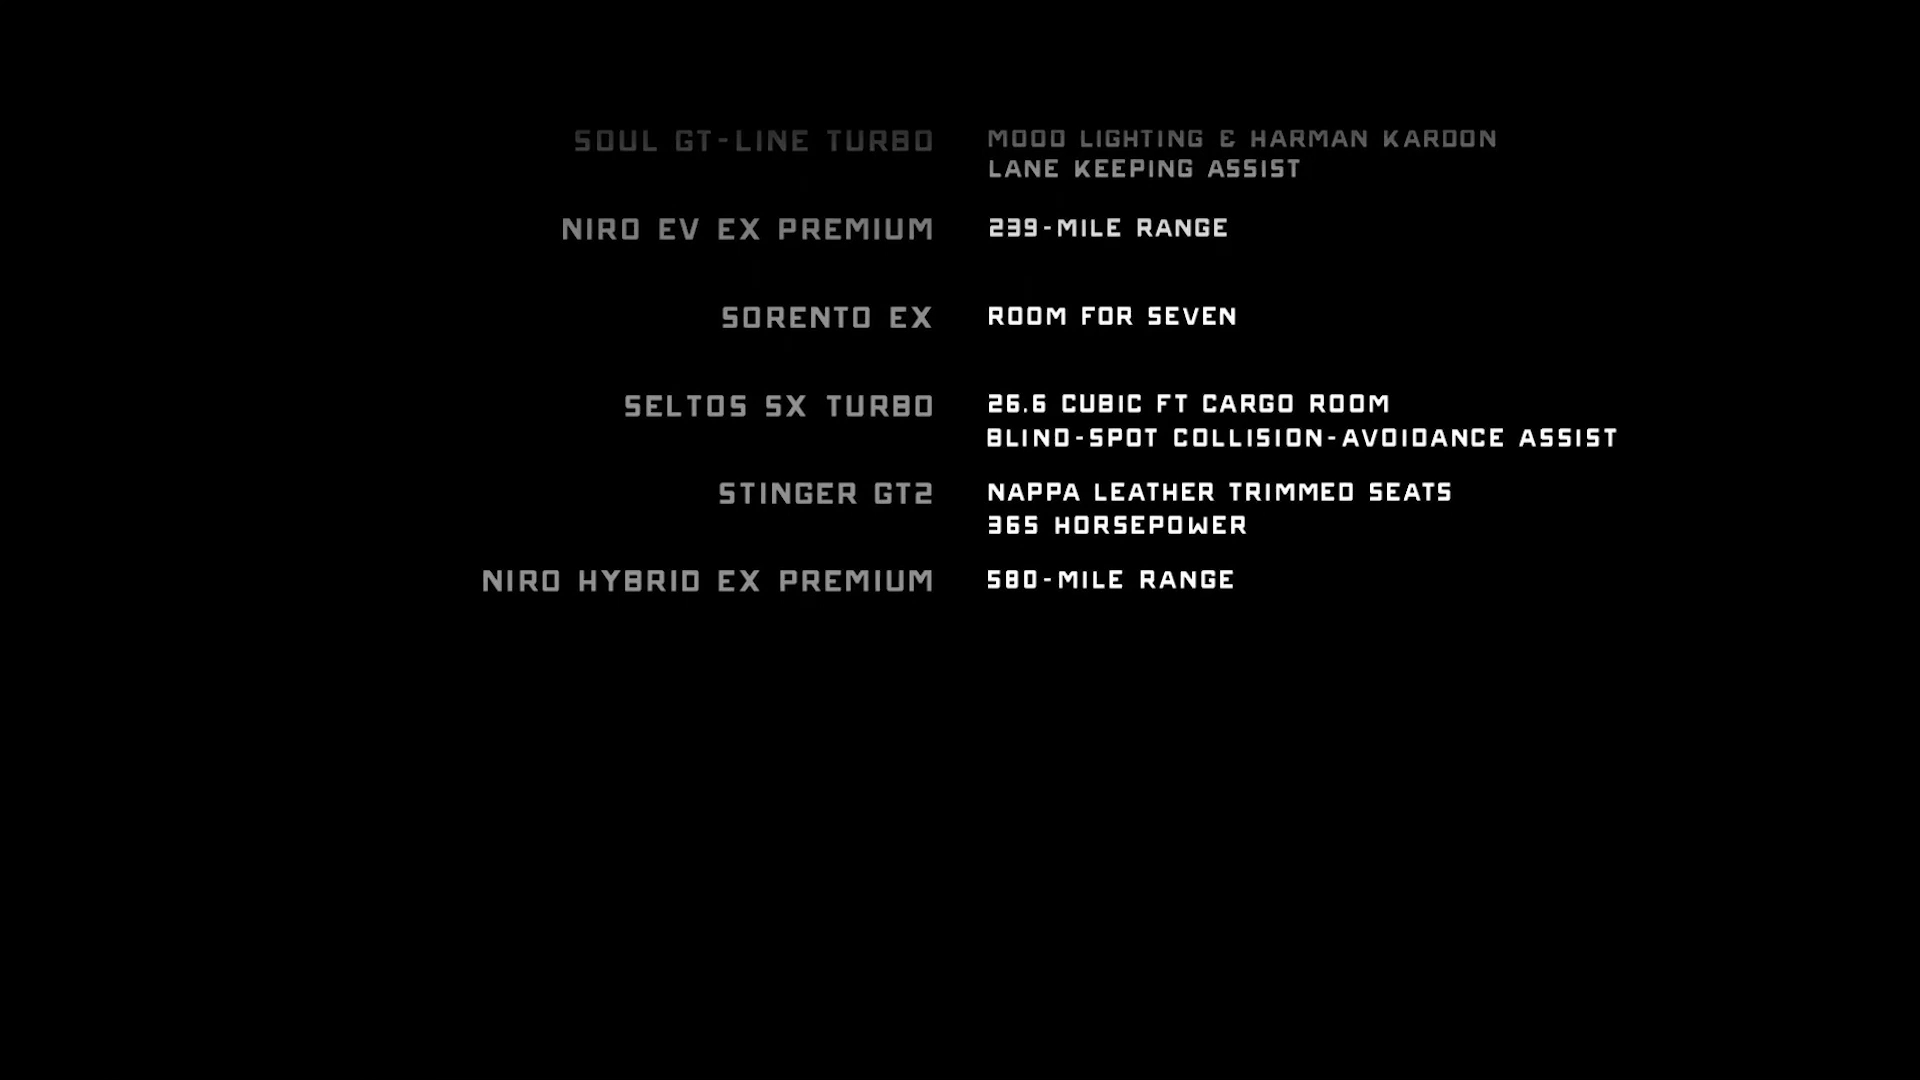 SOUL GT-LINE TURBO MOOD LIGHTING & HARMAN KARDON
LANE KEEPING ASSIST
NIRO EV EX PREMIUM 239-MILE RANGE
SORENTO EX ROOM FOR SEVEN
SELTOS SX TURBO 26.6 CUBIC FT CARGO ROOM
BLIND-SPOT COLLISION-AVOIDANCE ASSIST
STINGER GT2 NAPPA LEATHER TRIMMED SEATS
365 HORSEPOWER
NIRO HYBRID EX PREMIUM 580-MILE RANGE